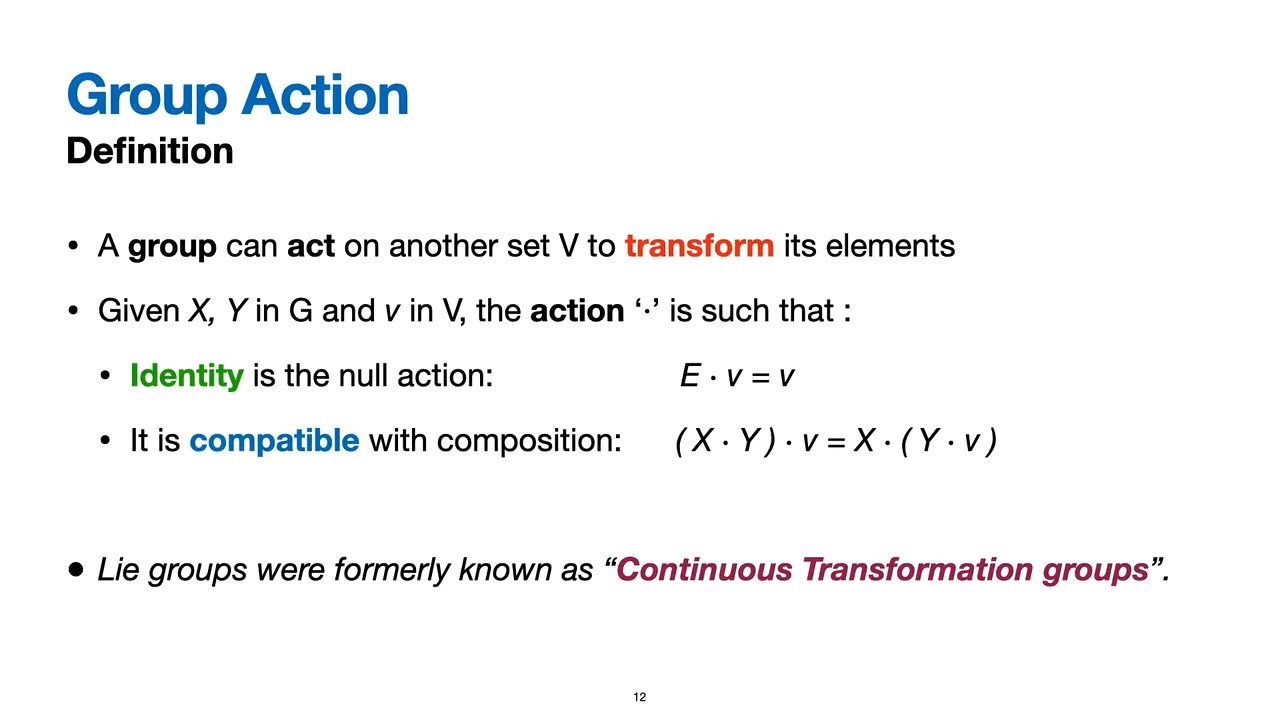 Group Action
Definition
• A group can act on another set V to transform its elements
• Given X, Y in G and v in V, the action ‘·’ is such that :
• Identity is the null action: E · v = v
• It is compatible with composition: ( X · Y ) · v = X · ( Y · v )
• Lie groups were formerly known as “Continuous Transformation groups”.
12